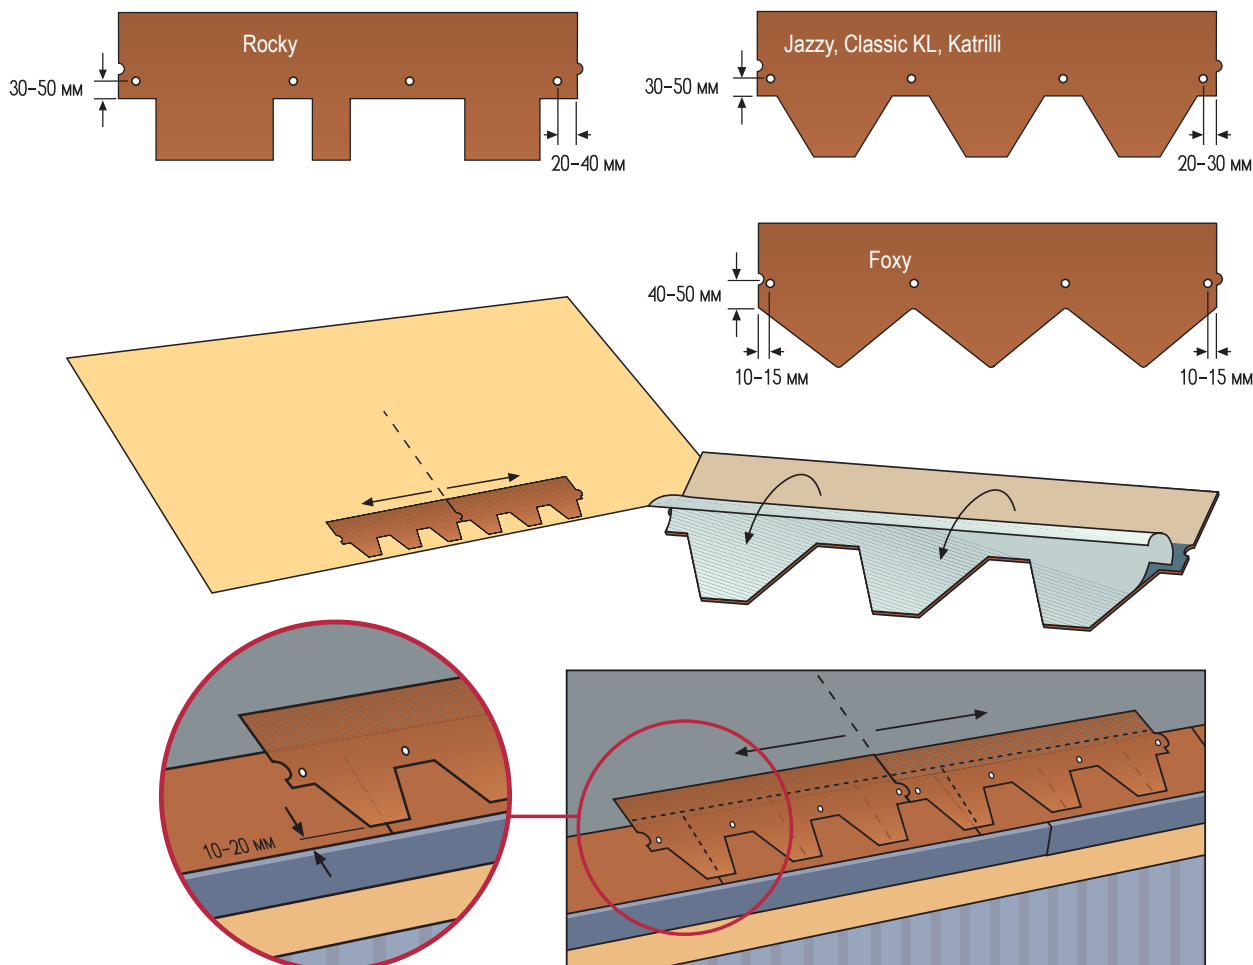 Rocky
30–50 мм
20–40 мм
Jazzy, Classic KL, Katrilli
30–50 мм
20–30 мм
Foxy
40–50 мм
10–15 мм
10–15 мм
10–20 мм